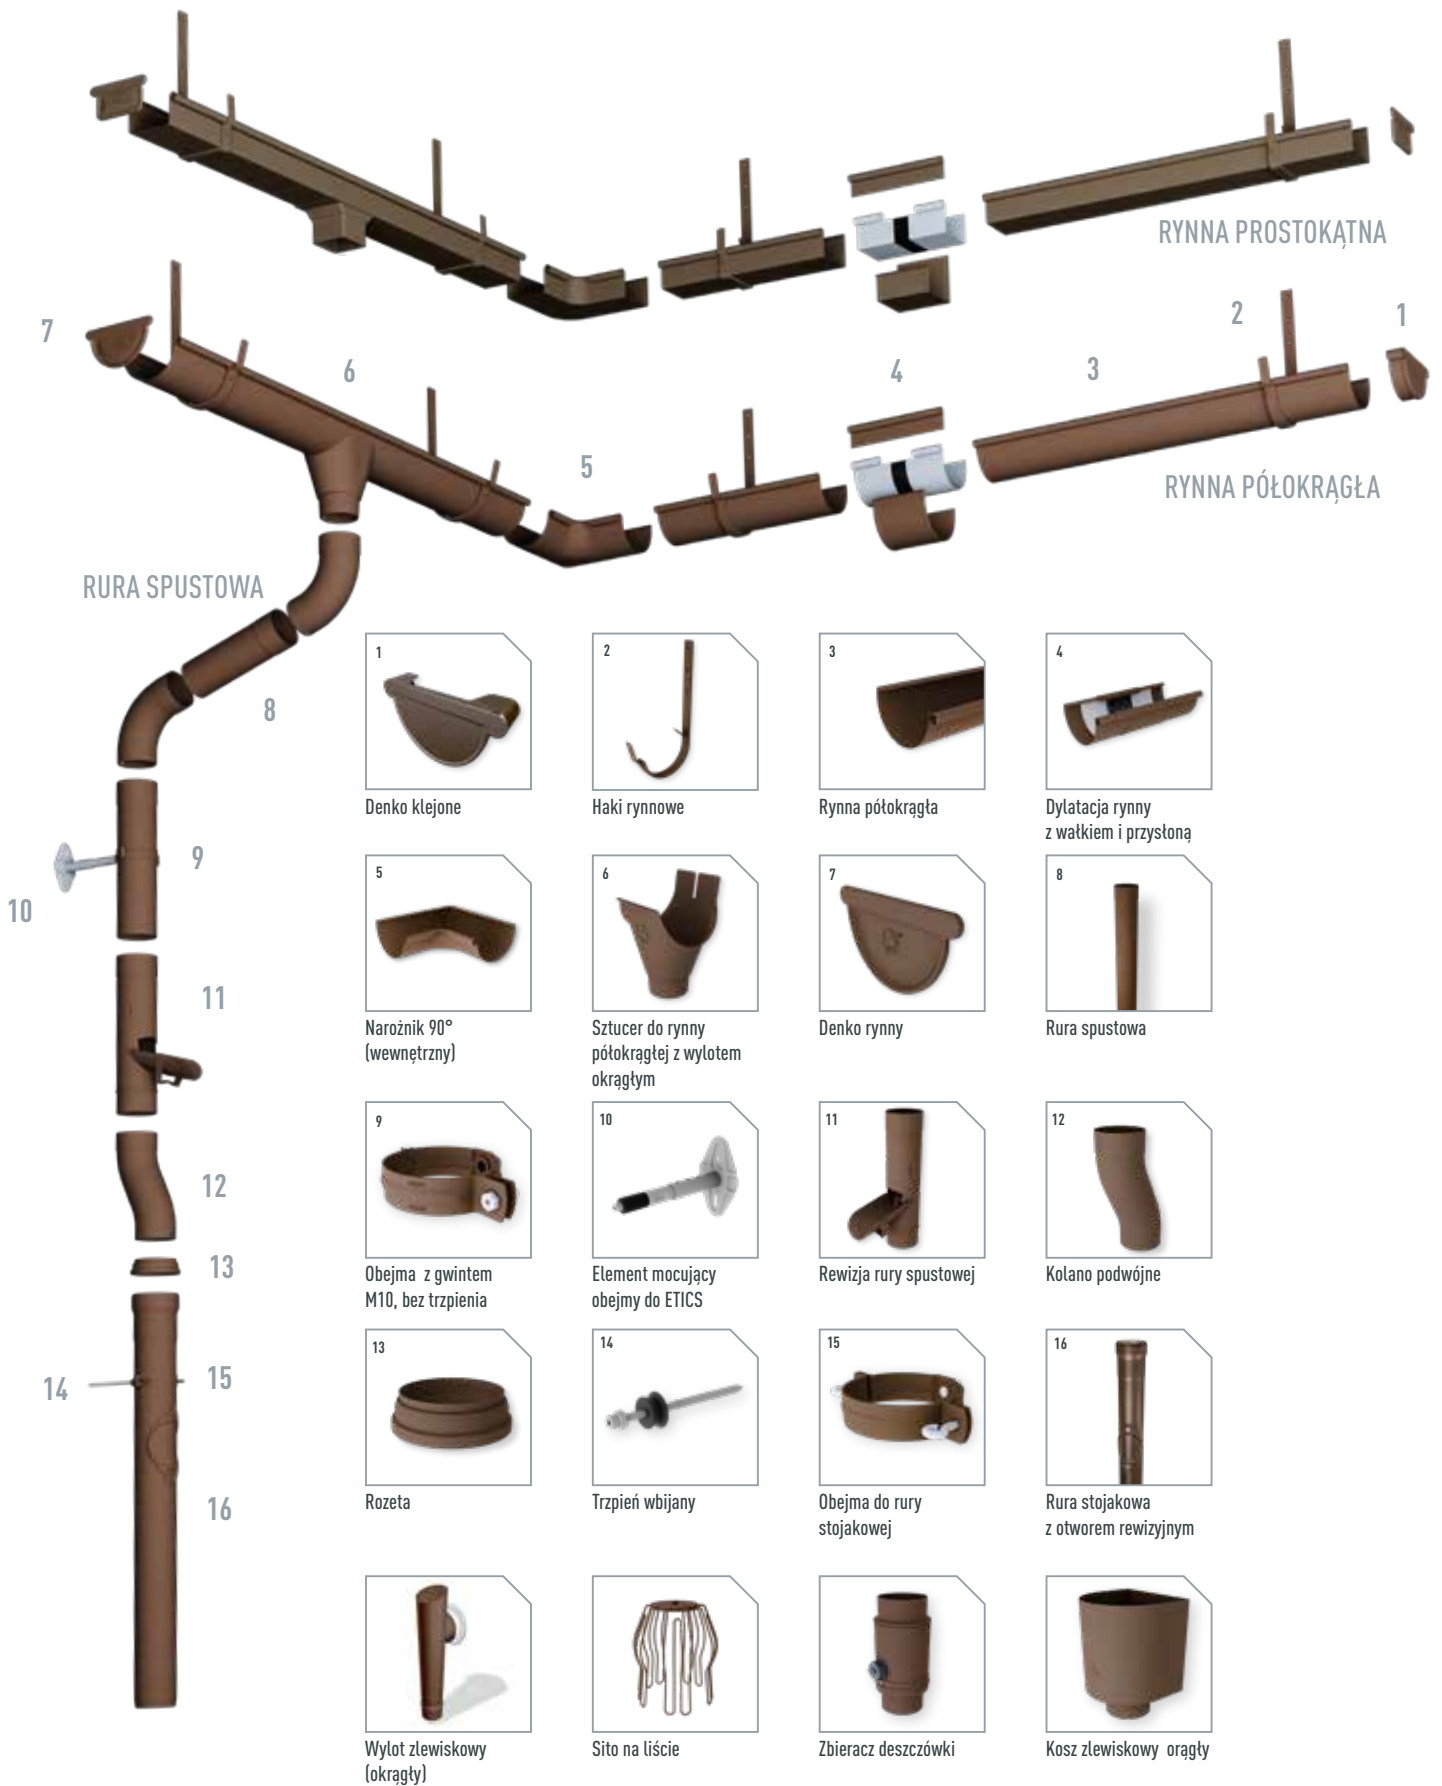 RYNNA PROSTOKĄTNA
7
6
4
3
2
1
5
RYNNA PÓŁOKRĄGŁA
RURA SPUSTOWA
8
9
10
11
12
13
14
15
16
1
Denko klejone
2
Haki rynnowe
3
Rynna półokrągła
4
Dylatacja rynny
z wałkiem i przysłoną
5
Narożnik 90°
(wewnętrzny)
6
Sztucer do rynny
półokrągłej z wylotem
okrągłym
7
Denko rynny
8
Rura spustowa
9
Obejma z gwintem
M10, bez trzpienia
10
Element mocujący
obejmy do ETICS
11
Rewizja rury spustowej
12
Kolano podwójne
13
Rozeta
14
Trzpień wbijany
15
Obejma do rury
stojakowej
16
Rura stojakowa
z otworem rewizyjnym
Wylot zlewiskowy
(okrągły)
Sito na liście
Zbieracz deszczówki
Kosz zlewiskowy orągły